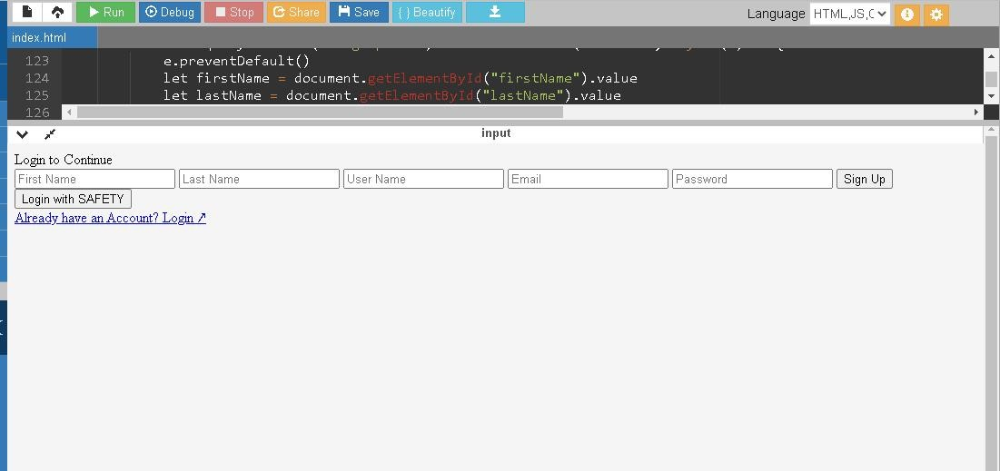 Run Debug Stop Share Save { } Beautify Language HTML,JS,C
index.html
123 e.preventDefault()
124 let firstName = document.getElementById("firstName").value
125 let lastName = document.getElementById("lastName").value
126
input
Login to Continue
First Name Last Name User Name Email Password Sign Up
Login with SAFETY
Already have an Account? Login ↗